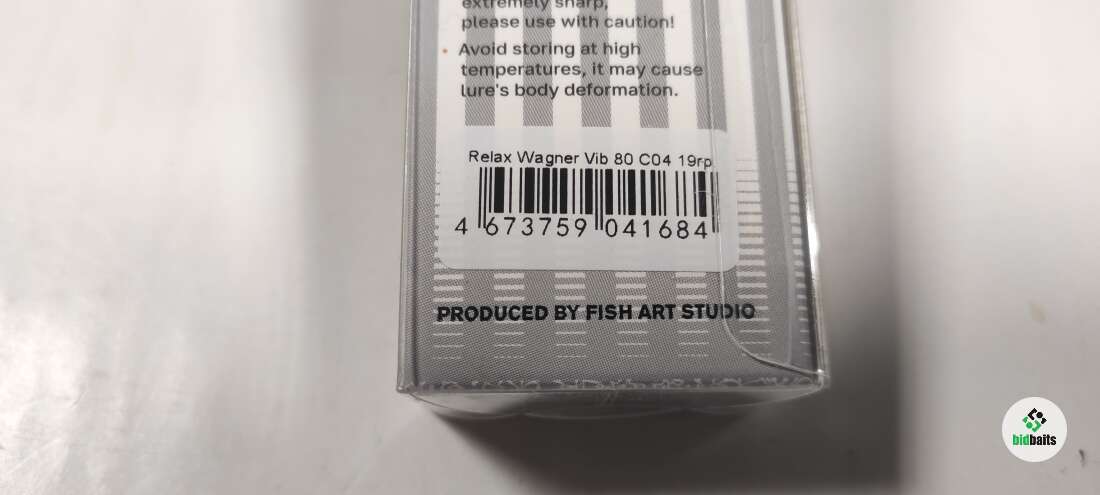 extremely sharp,
please use with caution!
• Avoid storing at high
temperatures, it may cause
lure's body deformation.
Relax Wagner Vib 80 C04 19гр
4 673759 041684
PRODUCED BY FISH ART STUDIO
bidbaits